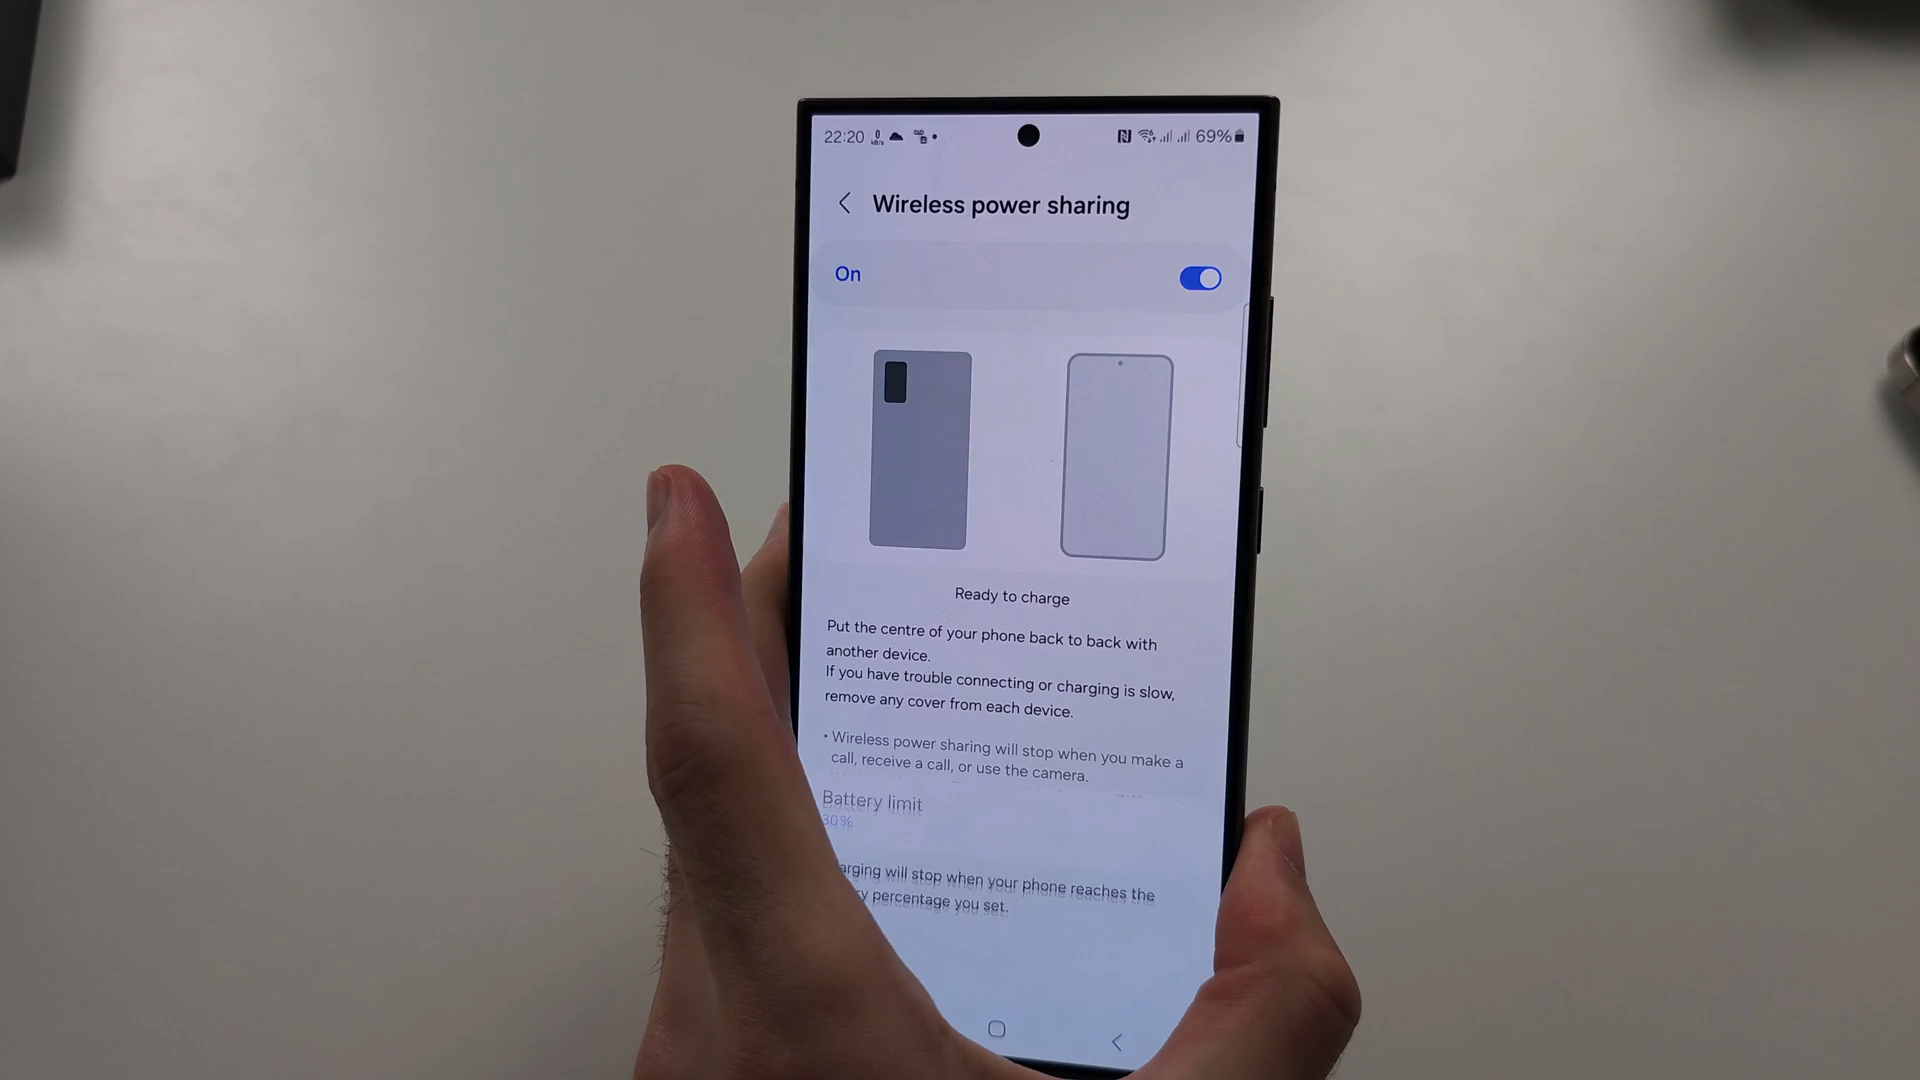 22:20
69%
Wireless power sharing
On
Ready to charge
Put the centre of your phone back to back with
another device.
If you have trouble connecting or charging is slow,
remove any cover from each device.
• Wireless power sharing will stop when you make a
call, receive a call, or use the camera.
Battery limit
30%
arging will stop when your phone reaches the
ry percentage you set.